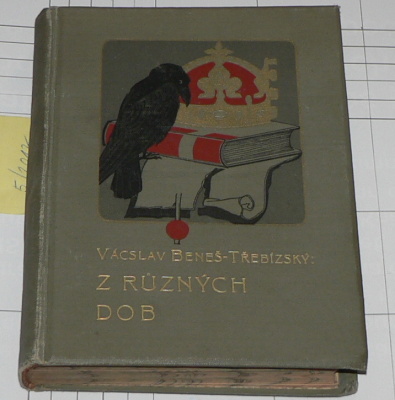 Vácslav Beneš-Třebízský:
Z RŮZNÝCH
DOB